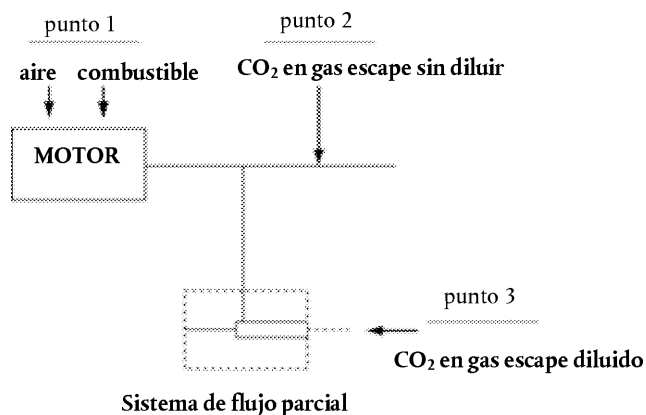 punto 1
punto 2
aire combustible
CO₂ en gas escape sin diluir
MOTOR
punto 3
CO₂ en gas escape diluido
Sistema de flujo parcial